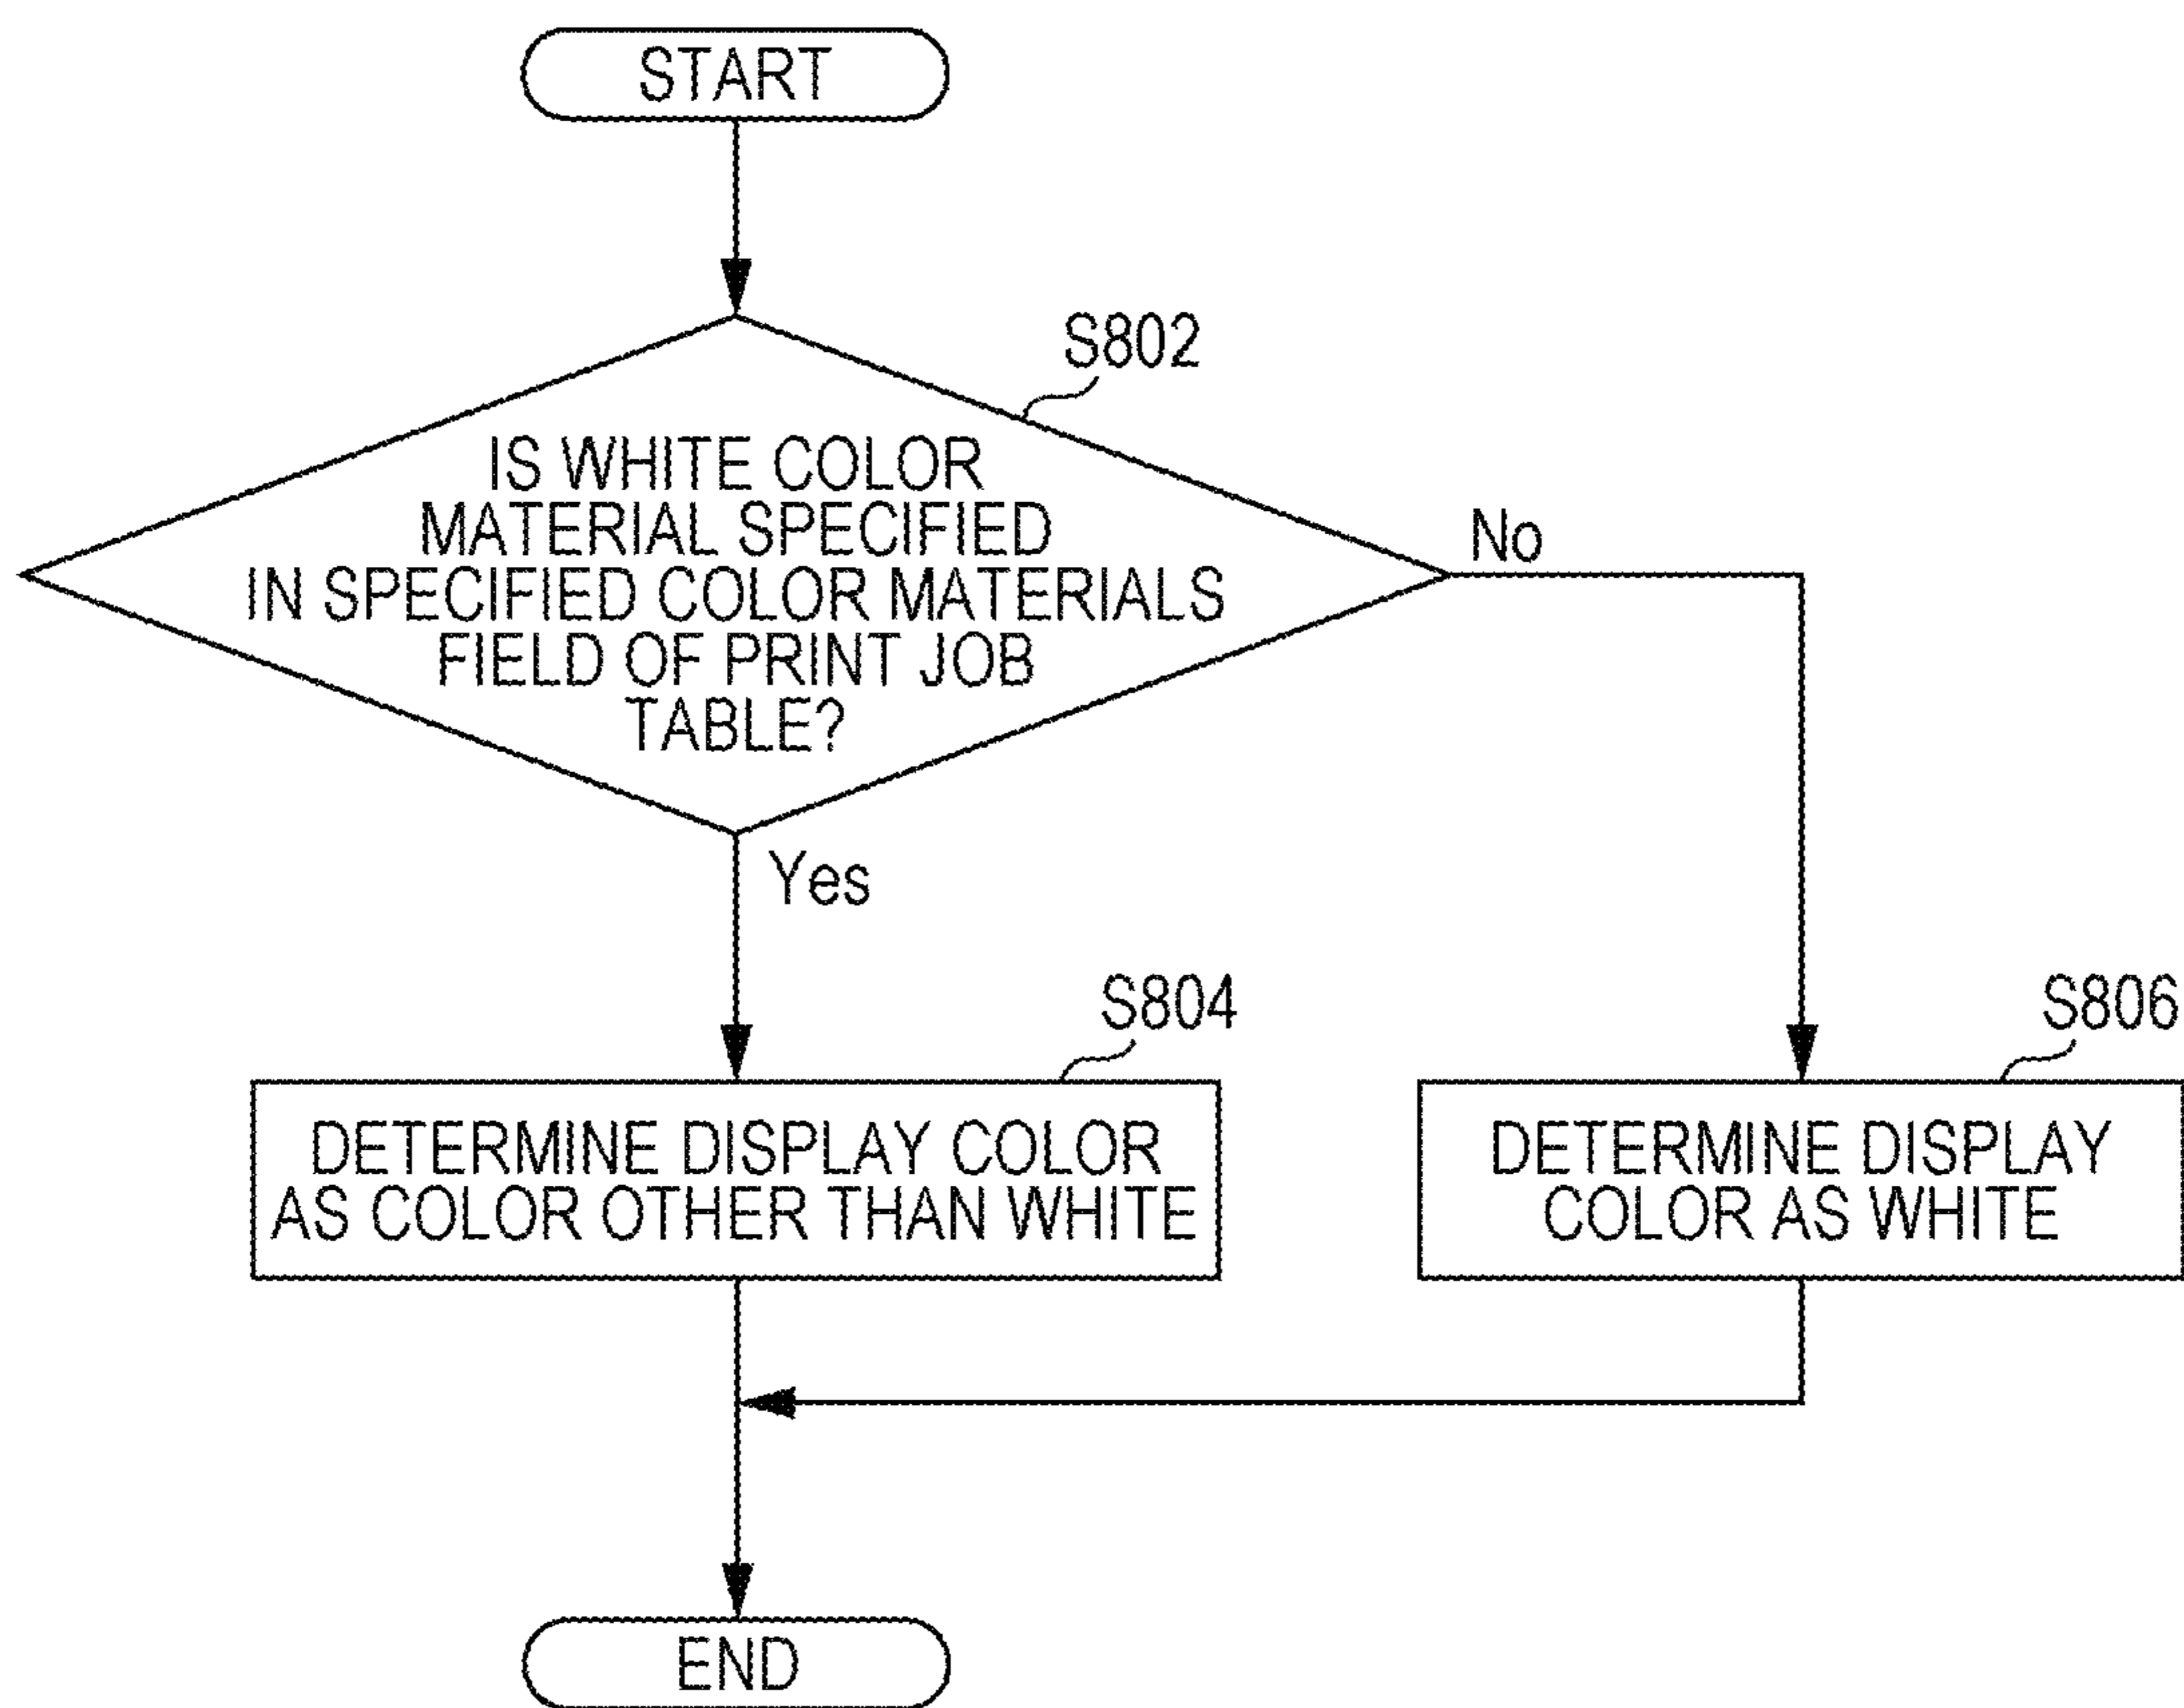 START
S802
IS WHITE COLOR
MATERIAL SPECIFIED
IN SPECIFIED COLOR MATERIALS
FIELD OF PRINT JOB
TABLE?
No
Yes
S804
DETERMINE DISPLAY COLOR
AS COLOR OTHER THAN WHITE
S806
DETERMINE DISPLAY
COLOR AS WHITE
END